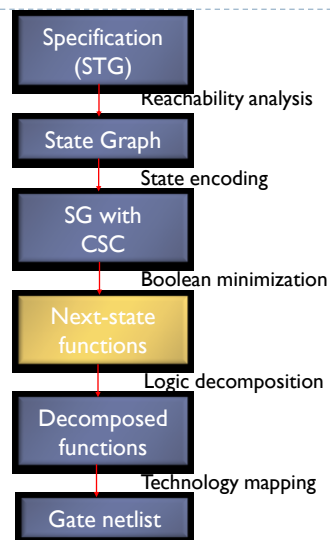 Specification
(STG)
Reachability analysis
State Graph
State encoding
SG with
CSC
Boolean minimization
Next-state
functions
Logic decomposition
Decomposed
functions
Technology mapping
Gate netlist